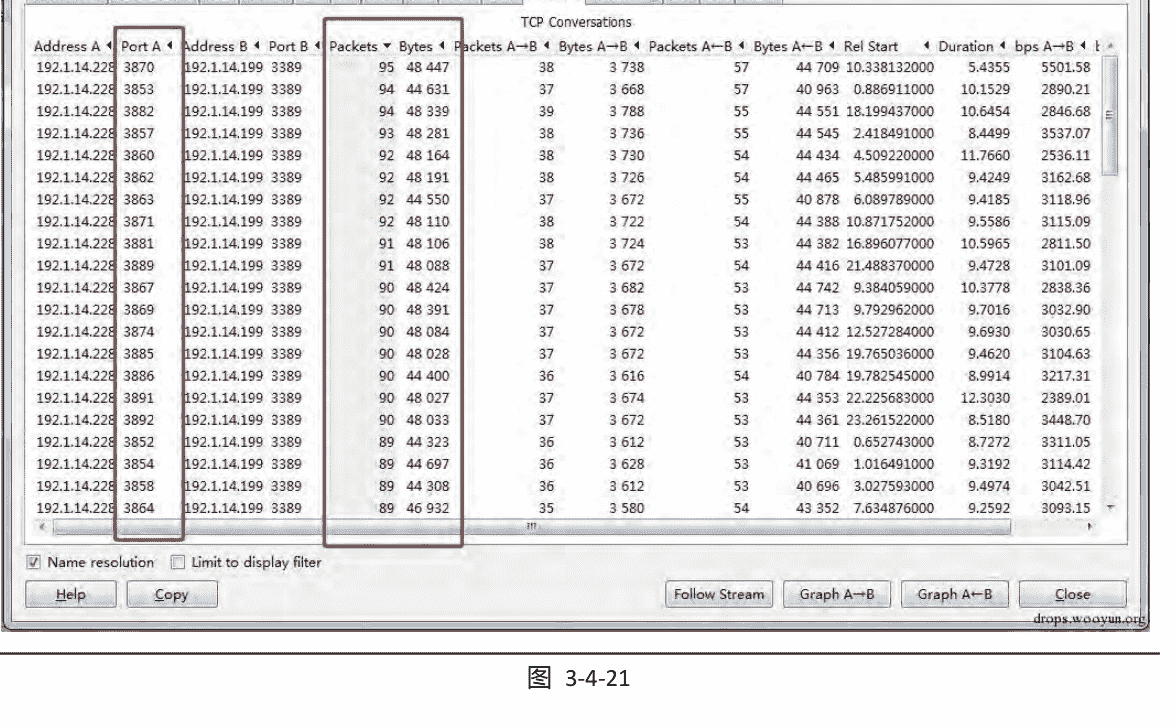 TCP Conversations
Address A Port A Address B Port B Packets Bytes Packets A→B Bytes A→B Packets A←B Bytes A←B Rel Start Duration bps A→B
192.1.14.228 3870 192.1.14.199 3389 95 48 447 38 3 738 57 44 709 10.338132000 5.4355 5501.58
192.1.14.228 3853 192.1.14.199 3389 94 44 631 37 3 668 57 40 963 0.886911000 10.1529 2890.21
192.1.14.228 3882 192.1.14.199 3389 94 48 339 39 3 788 55 44 551 18.199437000 10.6454 2846.68
192.1.14.228 3857 192.1.14.199 3389 93 48 281 38 3 736 55 44 545 2.418491000 8.4499 3537.07
192.1.14.228 3860 192.1.14.199 3389 92 48 164 38 3 730 54 44 434 4.509220000 11.7660 2536.11
192.1.14.228 3862 192.1.14.199 3389 92 48 191 38 3 726 54 44 465 5.485991000 9.4249 3162.68
192.1.14.228 3863 192.1.14.199 3389 92 44 550 37 3 672 55 40 878 6.089789000 9.4185 3118.96
192.1.14.228 3871 192.1.14.199 3389 92 48 110 38 3 722 54 44 388 10.871752000 9.5586 3115.09
192.1.14.228 3881 192.1.14.199 3389 91 48 106 38 3 724 53 44 382 16.896077000 10.5965 2811.50
192.1.14.228 3889 192.1.14.199 3389 91 48 088 37 3 672 54 44 416 21.488370000 9.4728 3101.09
192.1.14.228 3867 192.1.14.199 3389 90 48 424 37 3 682 53 44 742 9.384059000 10.3778 2838.36
192.1.14.228 3869 192.1.14.199 3389 90 48 391 37 3 678 53 44 713 9.792962000 9.7016 3032.90
192.1.14.228 3874 192.1.14.199 3389 90 48 084 37 3 672 53 44 412 12.527284000 9.6930 3030.65
192.1.14.228 3885 192.1.14.199 3389 90 48 028 37 3 672 53 44 356 19.765036000 9.4620 3104.63
192.1.14.228 3886 192.1.14.199 3389 90 44 400 36 3 616 54 40 784 19.782545000 8.9914 3217.31
192.1.14.228 3891 192.1.14.199 3389 90 48 027 37 3 674 53 44 353 22.225683000 12.3030 2389.01
192.1.14.228 3892 192.1.14.199 3389 90 48 033 37 3 672 53 44 361 23.261522000 8.5180 3448.70
192.1.14.228 3852 192.1.14.199 3389 89 44 323 36 3 612 53 40 711 0.652743000 8.7272 3311.05
192.1.14.228 3854 192.1.14.199 3389 89 44 697 36 3 628 53 41 069 1.016491000 9.3192 3114.42
192.1.14.228 3858 192.1.14.199 3389 89 44 308 36 3 612 53 40 696 3.027593000 9.4974 3042.51
192.1.14.228 3864 192.1.14.199 3389 89 46 932 35 3 580 54 43 352 7.634876000 9.2592 3093.15
Name resolution Limit to display filter
Help Copy Follow Stream Graph A→B Graph A←B Close
drops.wooyun.org
图 3-4-21